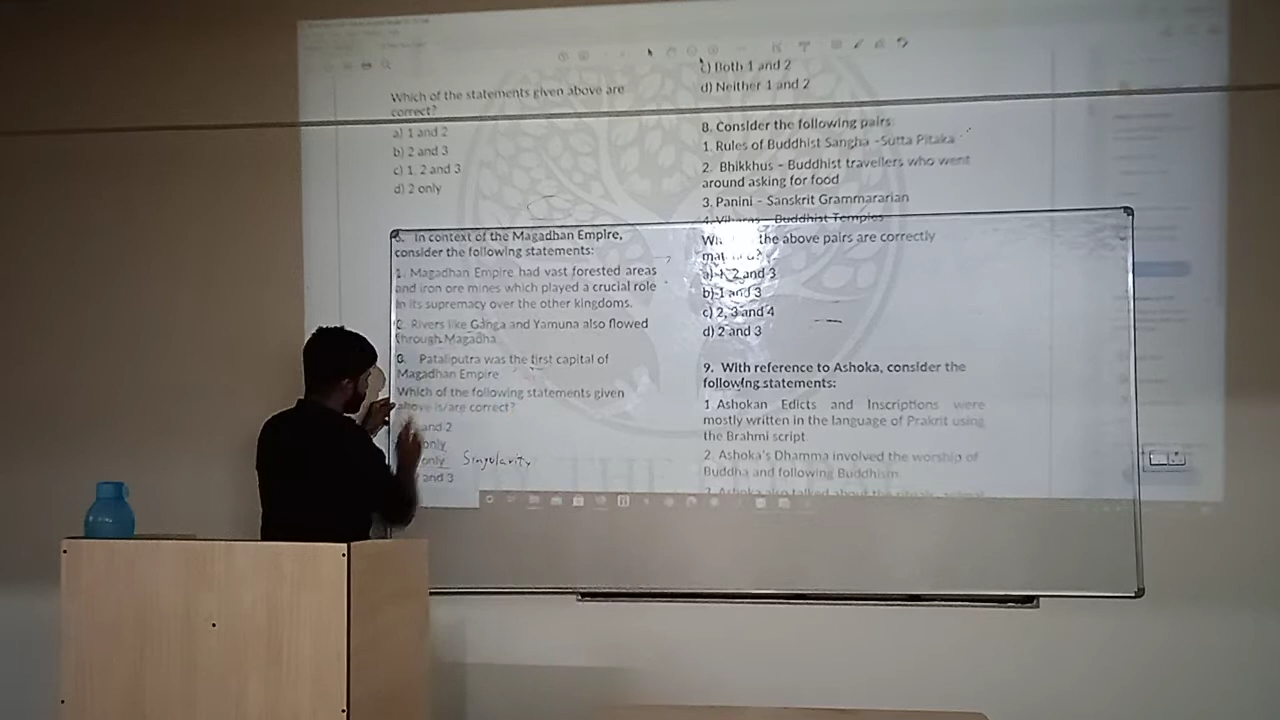 Which of the statements given above are
correct?
a) 1 and 2
b) 2 and 3
c) 1, 2 and 3
d) 2 only
In context of the Magadhan Empire,
consider the following statements:
1. Magadhan Empire had vast forested areas
and iron ore mines which played a crucial role
in its supremacy over the other kingdoms.
2. Rivers like Ganga and Yamuna also flowed
through Magadha
3. Pataliputra was the first capital of
Magadhan Empire
Which of the following statements given
above is/are correct?
and 2
only
only Singularity
and 3
c) Both 1 and 2
d) Neither 1 and 2
8. Consider the following pairs
1. Rules of Buddhist Sangha -Sutta Pitaka
2. Bhikkhus - Buddhist travellers who went
around asking for food
3. Panini - Sanskrit Grammararian
4. Viharas - Buddhist Temples
the above pairs are correctly
a) 1, 2 and 3
b) 1 and 3
c) 2, 3 and 4
d) 2 and 3
9. With reference to Ashoka, consider the
following statements:
1 Ashokan Edicts and Inscriptions were
mostly written in the language of Prakrit using
the Brahmi script
2. Ashoka's Dhamma involved the worship of
Buddha and following Buddhism.